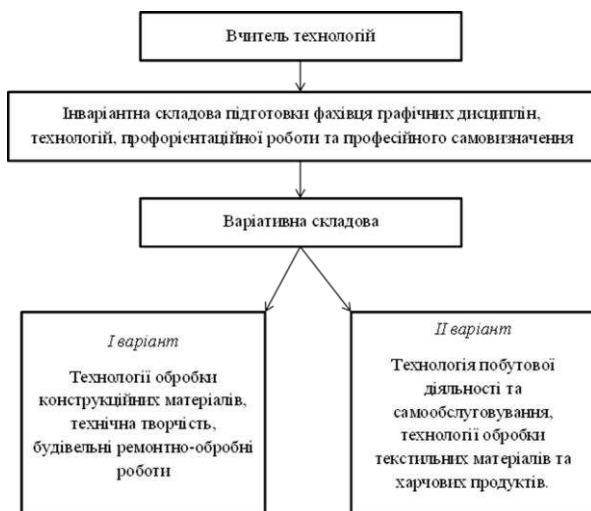 Вчитель технологій
Інваріантна складова підготовки фахівця графічних дисциплін,
технологій, профорієнтаційної роботи та професійного самовизначення
Варіативна складова
І варіант
Технології обробки
конструкційних матеріалів,
технічна творчість,
будівельні ремонтно-обробні
роботи
ІІ варіант
Технологія побутової
діяльності та
самообслуговування,
технології обробки
текстильних матеріалів та
харчових продуктів.